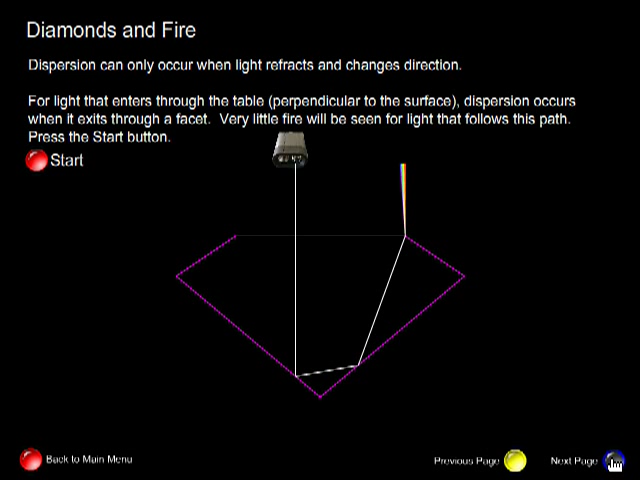 Diamonds and Fire
Dispersion can only occur when light refracts and changes direction.
For light that enters through the table (perpendicular to the surface), dispersion occurs
when it exits through a facet.  Very little fire will be seen for light that follows this path.
Press the Start button.
Start
Back to Main Menu
Previous Page
Next Page